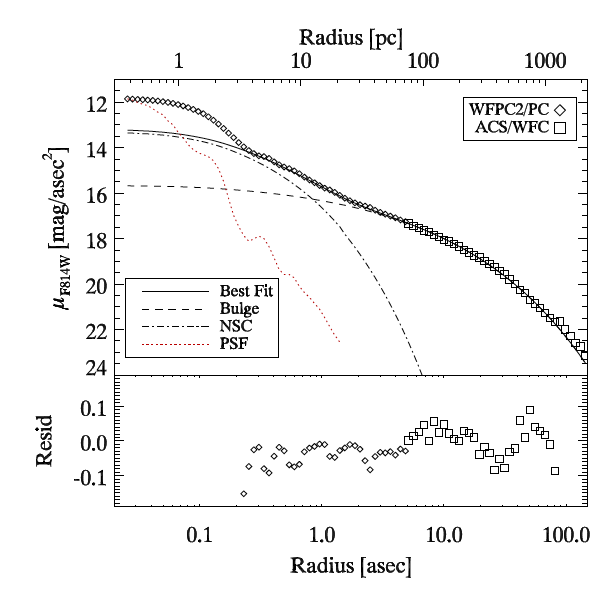 Radius [pc]
1 10 100 1000
12
14
16
18
20
22
24
μF814W [mag/asec²]
WFPC2/PC
ACS/WFC
Best Fit
Bulge
NSC
PSF
0.1
0.0
-0.1
Resid
0.1 1.0 10.0 100.0
Radius [asec]